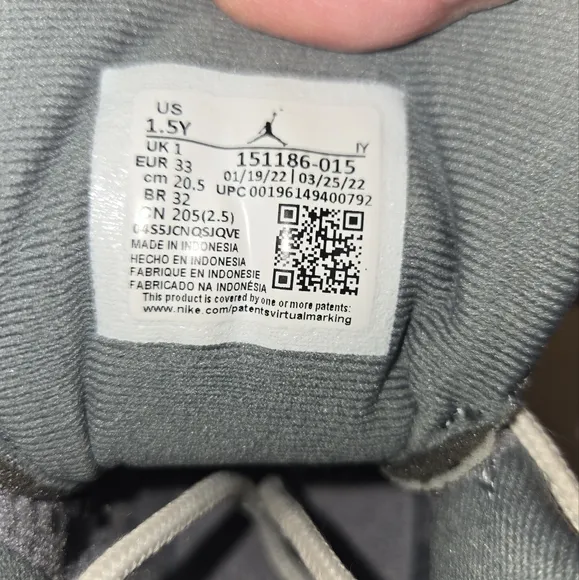 US
1.5Y
IY
UK 1
EUR 33
cm 20.5
BR 32
CN 205(2.5)
151186-015
01/19/22 | 03/25/22
UPC 00196149400792
04S5JCNQSJQVE
MADE IN INDONESIA
HECHO EN INDONESIA
FABRIQUE EN INDONESIE
FABRICADO NA INDONÉSIA
This product is covered by one or more patents:
www.nike.com/patentsvirtualmarking